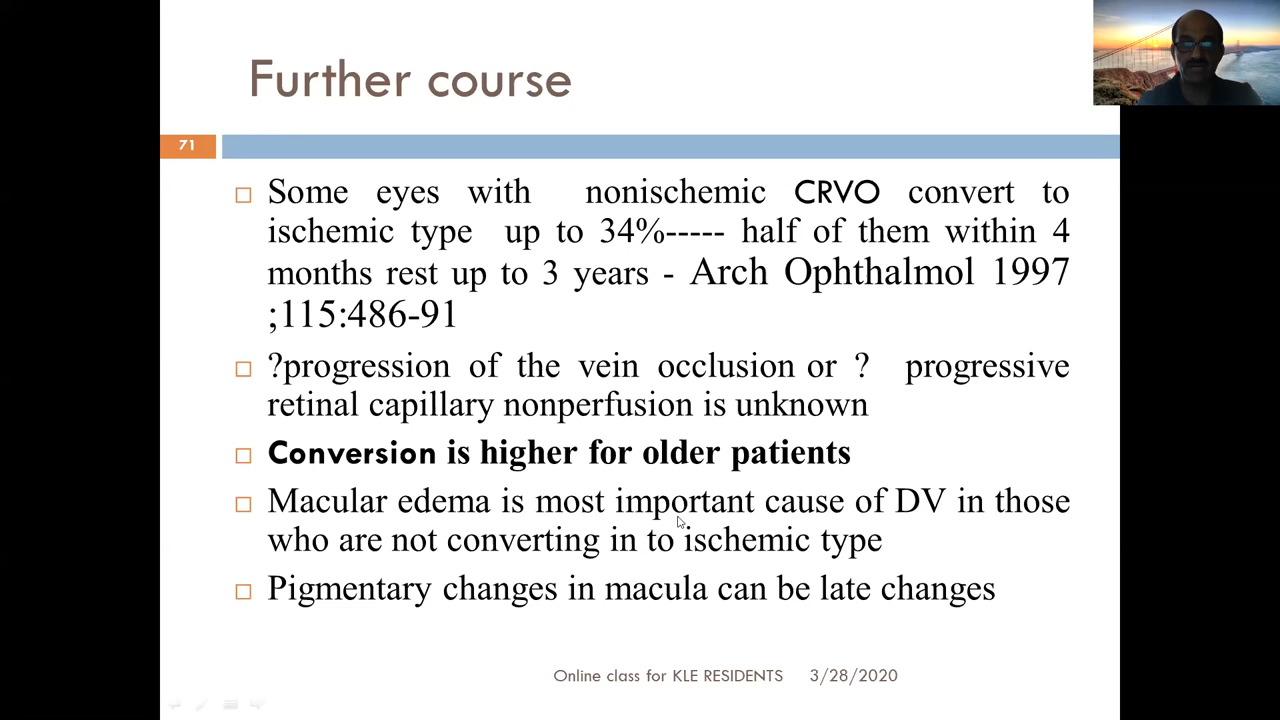 Further course
71
Some eyes with nonischemic CRVO convert to
ischemic type up to 34%----- half of them within 4
months rest up to 3 years - Arch Ophthalmol 1997
;115:486-91
?progression of the vein occlusion or ? progressive
retinal capillary nonperfusion is unknown
Conversion is higher for older patients
Macular edema is most important cause of DV in those
who are not converting in to ischemic type
Pigmentary changes in macula can be late changes
Online class for KLE RESIDENTS 3/28/2020